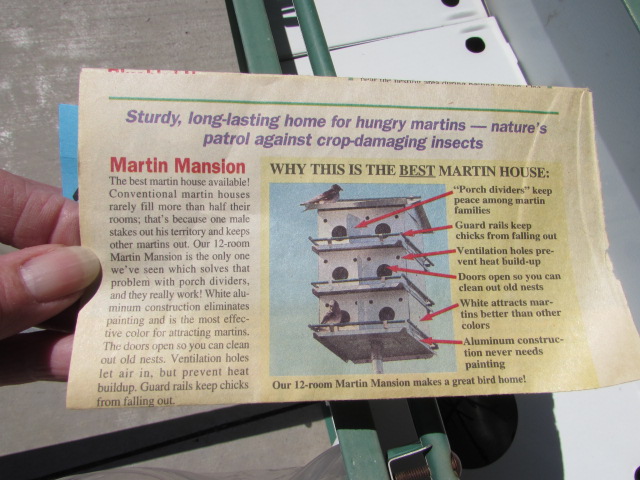 Sturdy, long-lasting home for hungry martins — nature's
patrol against crop-damaging insects
Martin Mansion
The best martin house available!
Conventional martin houses
rarely fill more than half their
rooms; that's because one male
stakes out his territory and keeps
other martins out. Our 12-room
Martin Mansion is the only one
we've seen which solves that
problem with porch dividers,
and they really work! White alu-
minum construction eliminates
painting and is the most effec-
tive color for attracting martins.
The doors open so you can clean
out old nests. Ventilation holes
let air in, but prevent heat
buildup. Guard rails keep chicks
from falling out.
WHY THIS IS THE BEST MARTIN HOUSE:
"Porch dividers" keep
peace among martin
families
Guard rails keep
chicks from falling out
Ventilation holes pre-
vent heat build-up
Doors open so you can
clean out old nests
White attracts mar-
tins better than other
colors
Aluminum construc-
tion never needs
painting
Our 12-room Martin Mansion makes a great bird home!